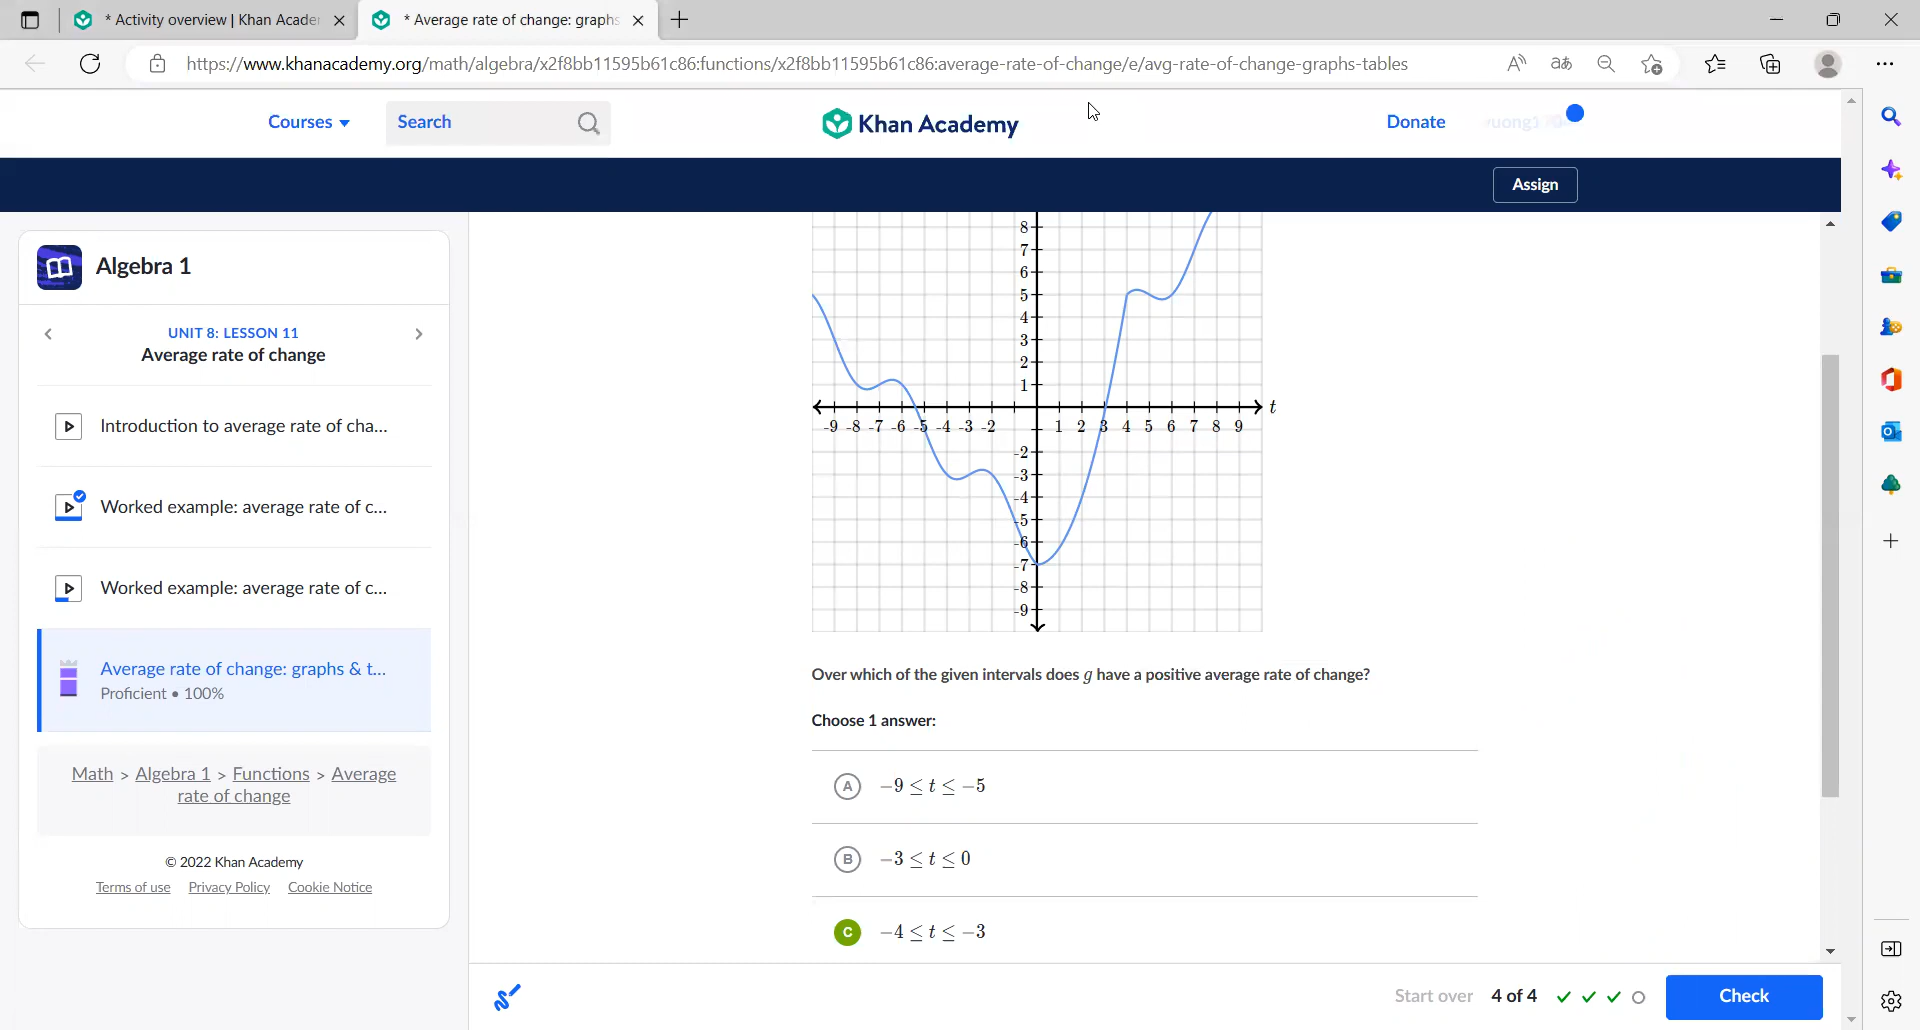 * Activity overview | Khan Acade
* Average rate of change: graphs
https://www.khanacademy.org/math/algebra/x2f8bb11595b61c86:functions/x2f8bb11595b61c86:average-rate-of-change/e/avg-rate-of-change-graphs-tables
Courses
Search
Khan Academy
Donate
Assign
Algebra 1
UNIT 8: LESSON 11
Average rate of change
Introduction to average rate of cha...
Worked example: average rate of c...
Worked example: average rate of c...
Average rate of change: graphs & t...
Proficient • 100%
Math > Algebra 1 > Functions > Average
rate of change
© 2022 Khan Academy
Terms of use Privacy Policy Cookie Notice
8
7
6
5
4
3
2
1
t
-9 -8 -7 -6 -5 -4 -3 -2 1 2 3 4 5 6 7 8 9
-2
-3
-4
-5
-6
-7
-8
-9
Over which of the given intervals does g have a positive average rate of change?
Choose 1 answer:
A −9 ≤ t ≤ −5
B −3 ≤ t ≤ 0
C −4 ≤ t ≤ −3
Start over 4 of 4
Check